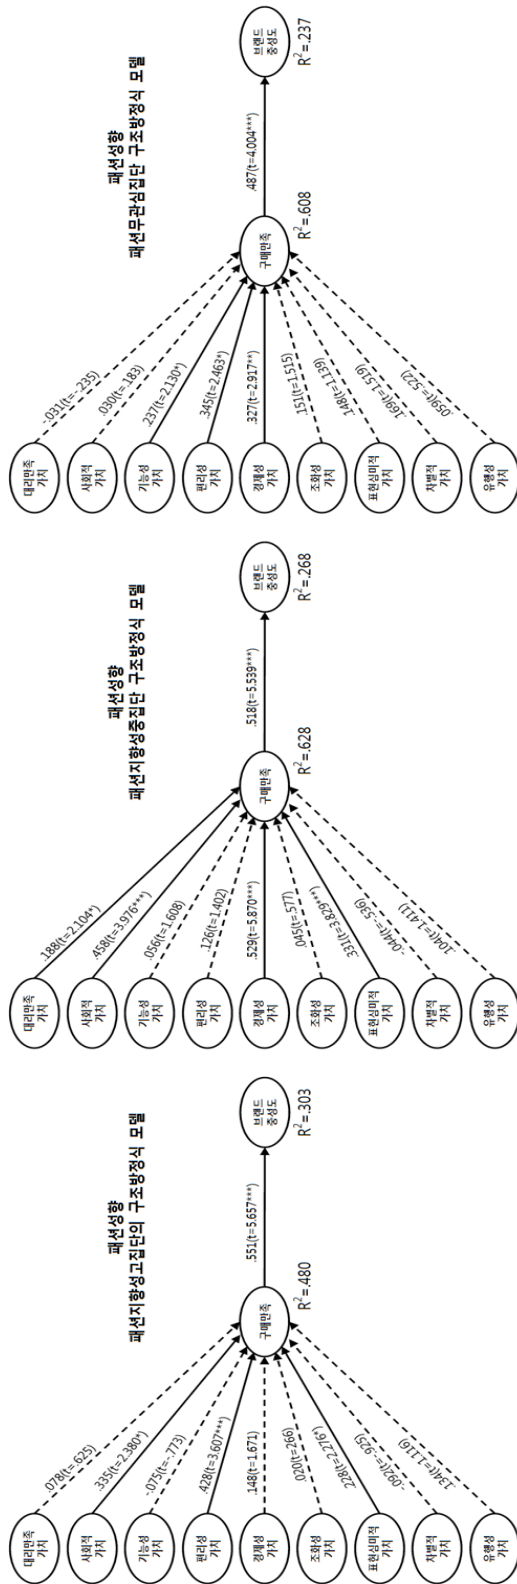 패션성향
패션지향성고집단의 구조방정식 모델
대리만족
가치
사회적
가치
기능성
가치
편리성
가치
경제성
가치
조화성
가치
표현심미적
가치
차별적
가치
유행성
가치
.078(t=.625)
.335(t=2.380*)
-.075(t=-.773)
.428(t=3.607***)
.148(t=1.671)
.020(t=266)
.228(t=2.276*)
-.092(t=-.925)
.134(t=1.116)
구매만족
R²=.480
.551(t=5.657***)
브랜드
충성도
R²=.303
패션성향
패션지향성중집단 구조방정식 모델
대리만족
가치
사회적
가치
기능성
가치
편리성
가치
경제성
가치
조화성
가치
표현심미적
가치
차별적
가치
유행성
가치
.188(t=2.104*)
.458(t=3.976***)
.056(t=1.608)
.126(t=1.402)
.529(t=5.870***)
.045(t=.577)
.331(t=3.829***)
-.044(t=-.536)
.104(t=1.411)
구매만족
R²=.628
.518(t=5.539***)
브랜드
충성도
R²=.268
패션성향
패션무관심집단 구조방정식 모델
대리만족
가치
사회적
가치
기능성
가치
편리성
가치
경제성
가치
조화성
가치
표현심미적
가치
차별적
가치
유행성
가치
-.031(t=-.235)
.030(t=.183)
.237(t=2.130*)
.345(t=2.463*)
.327(t=2.917**)
.151(t=1.515)
.148(t=1.139)
.169(t=1.519)
.059(t=.522)
구매만족
R²=.608
.487(t=4.004***)
브랜드
충성도
R²=.237